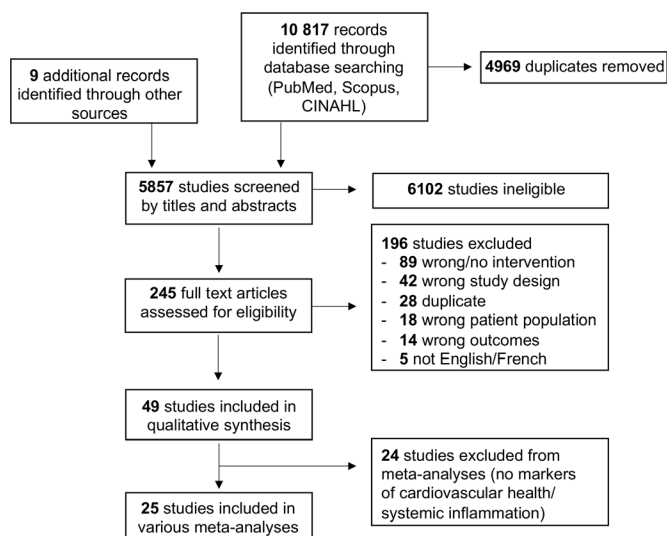 9 additional records
identified through other
sources
10 817 records
identified through
database searching
(PubMed, Scopus,
CINAHL)
4969 duplicates removed
5857 studies screened
by titles and abstracts
6102 studies ineligible
245 full text articles
assessed for eligibility
196 studies excluded
- 89 wrong/no intervention
- 42 wrong study design
- 28 duplicate
- 18 wrong patient population
- 14 wrong outcomes
- 5 not English/French
49 studies included in
qualitative synthesis
24 studies excluded from
meta-analyses (no markers
of cardiovascular health/
systemic inflammation)
25 studies included in
various meta-analyses